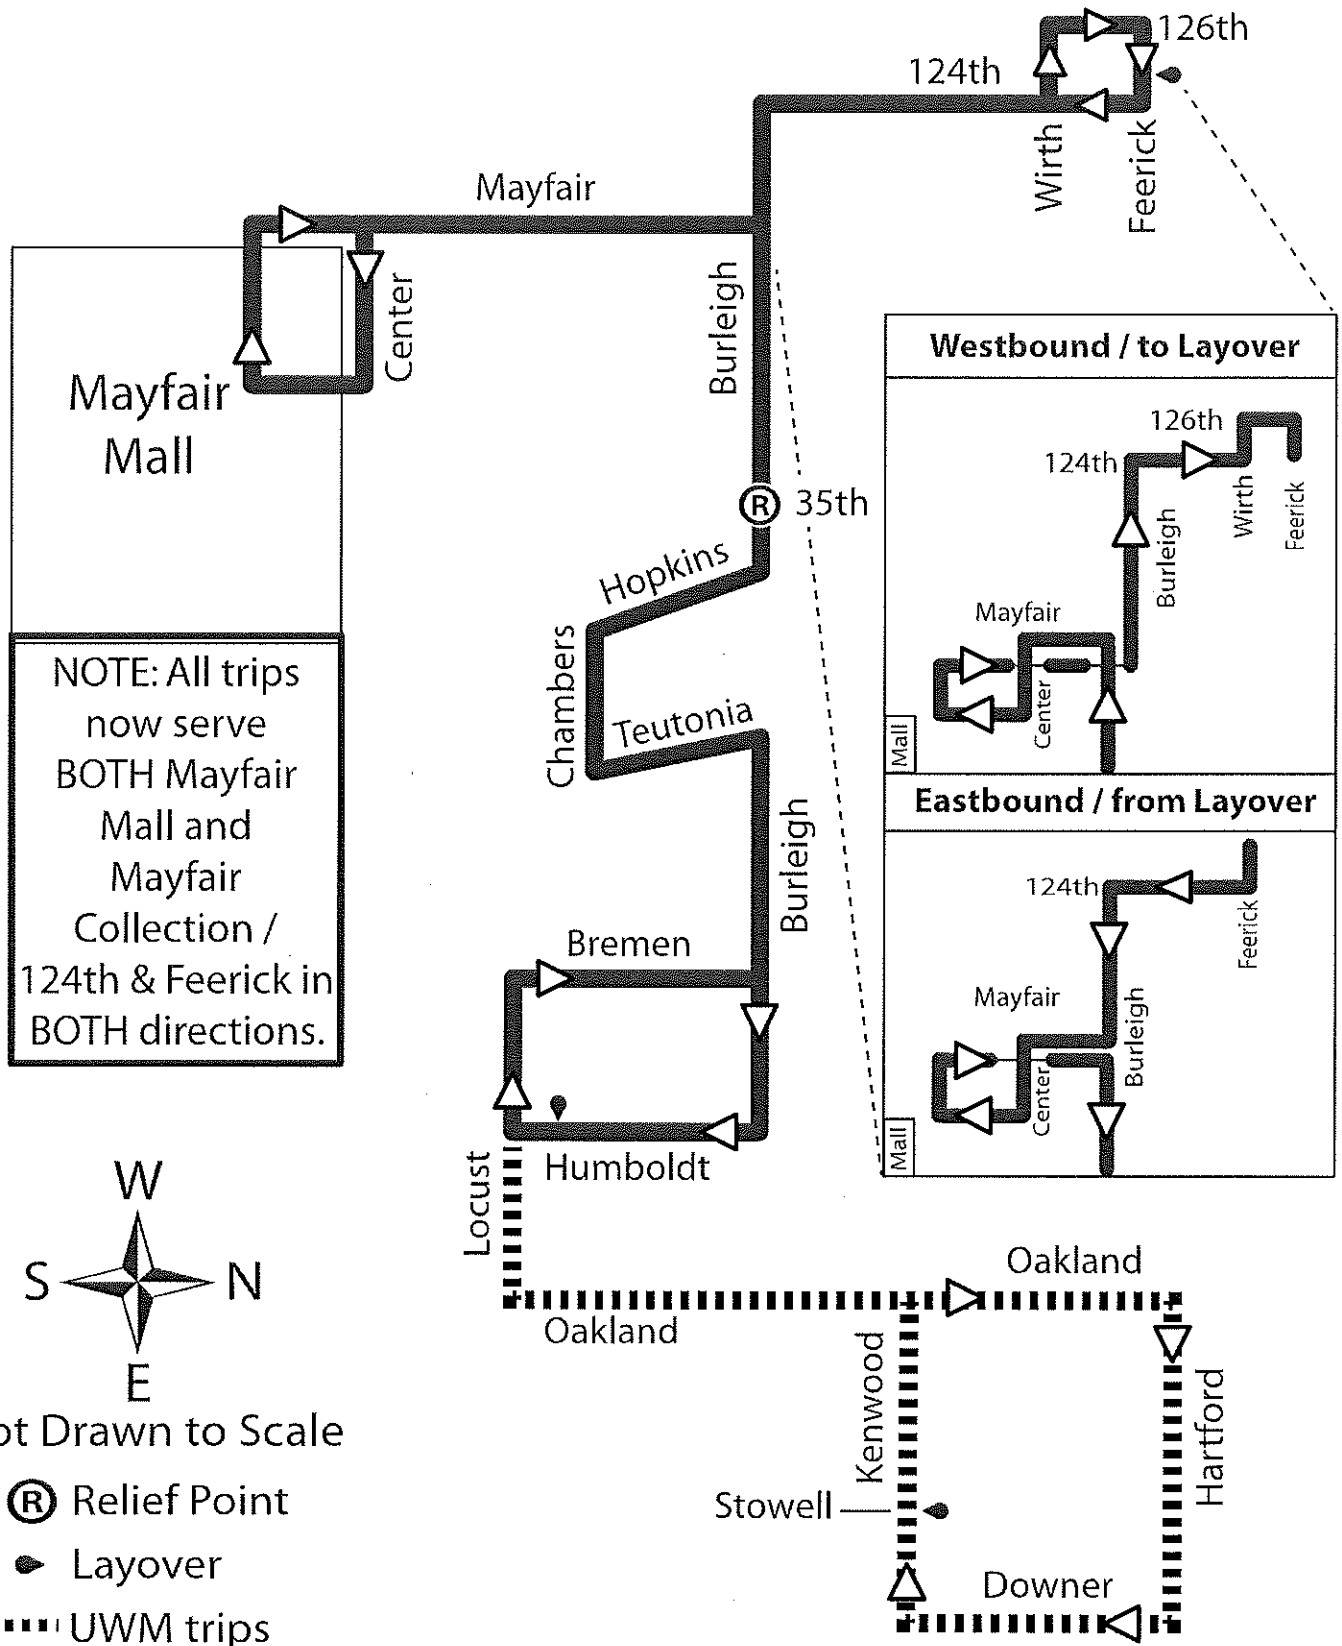 126th
124th
Wirth
Feerick
Mayfair
Center
Burleigh
Mayfair
Mall
R 35th
Hopkins
Chambers
Teutonia
Burleigh
NOTE: All trips
now serve
BOTH Mayfair
Mall and
Mayfair
Collection /
124th & Feerick in
BOTH directions.
Bremen
Humboldt
Locust
Westbound / to Layover
126th
124th
Wirth
Feerick
Burleigh
Mayfair
Center
Mall
Eastbound / from Layover
124th
Feerick
Mayfair
Burleigh
Center
Mall
W
S N
E
Oakland
Oakland
Kenwood
Hartford
Stowell
Downer
ot Drawn to Scale
R Relief Point
Layover
UWM trips